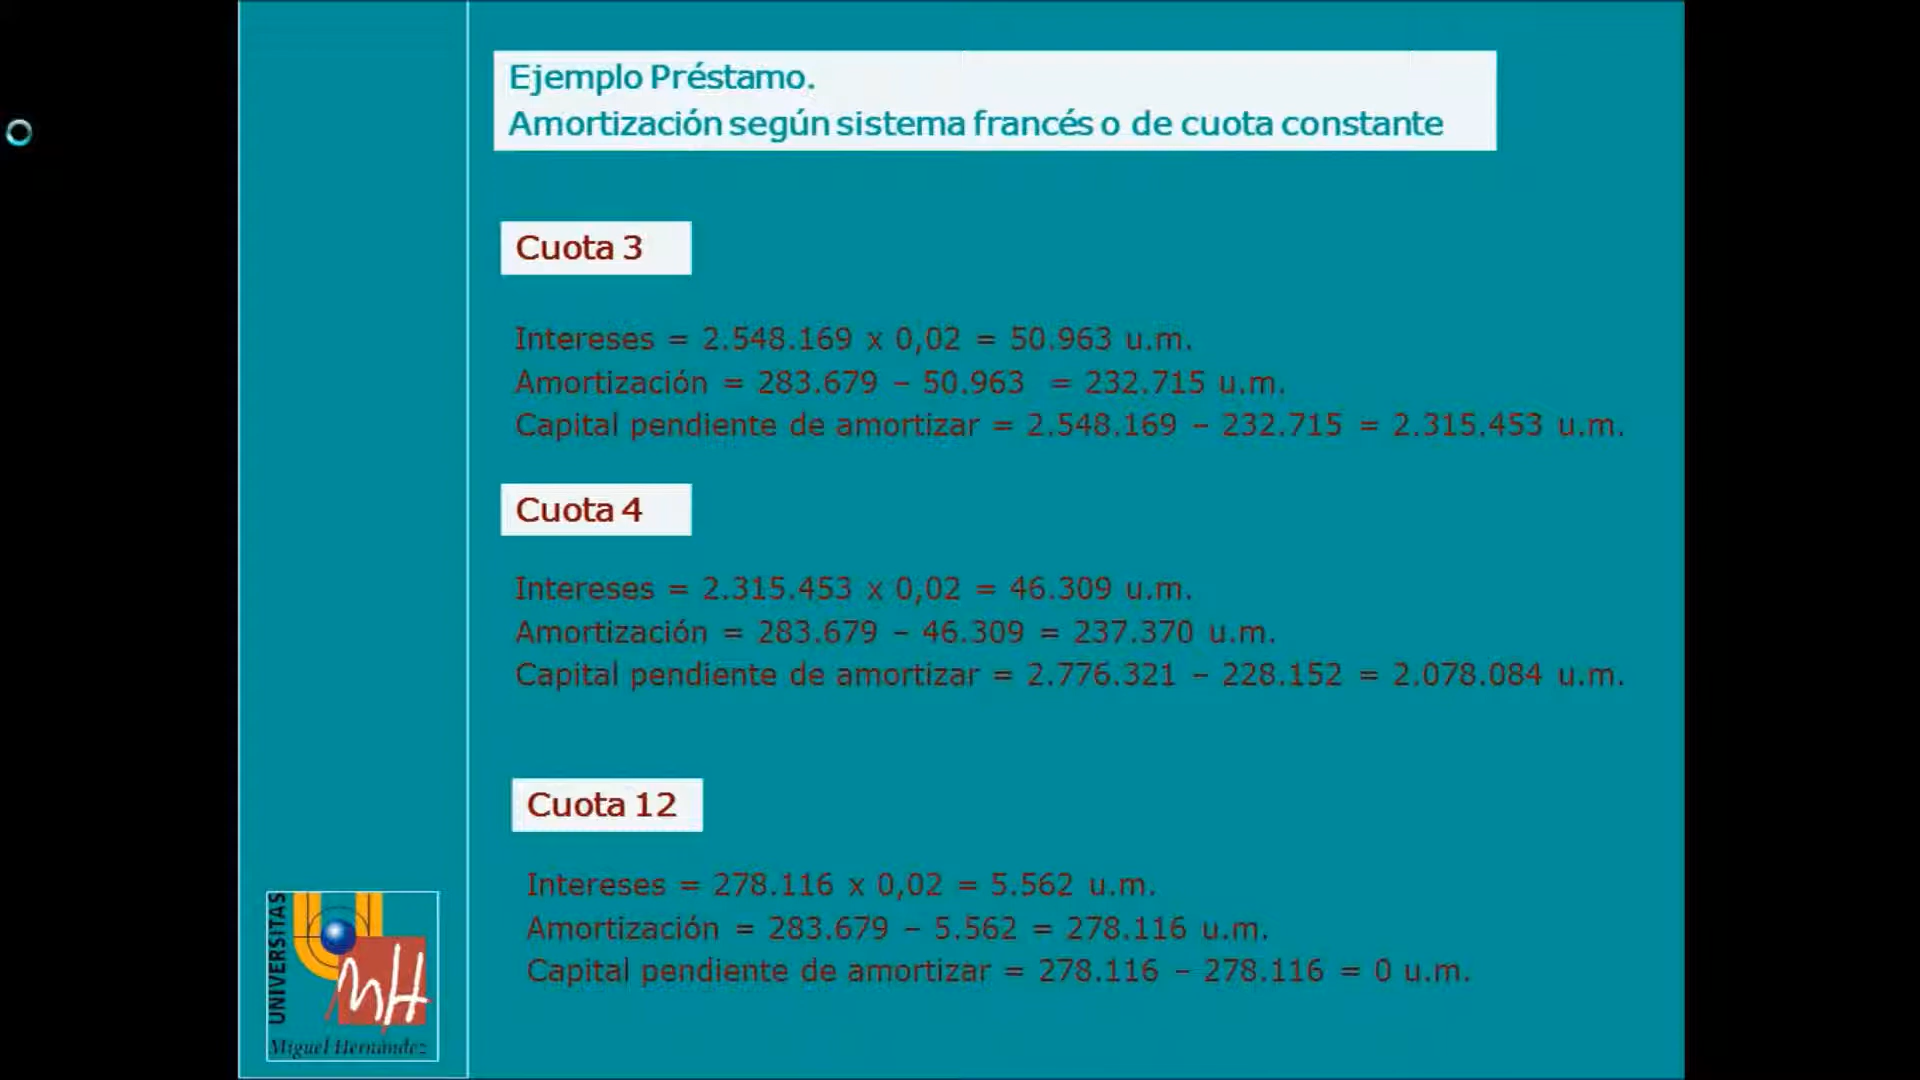 Ejemplo Préstamo.
Amortización según sistema francés o de cuota constante
Cuota 3
Intereses = 2.548.169 x 0,02 = 50.963 u.m.
Amortización = 283.679 – 50.963 = 232.715 u.m.
Capital pendiente de amortizar = 2.548.169 – 232.715 = 2.315.453 u.m.
Cuota 4
Intereses = 2.315.453 x 0,02 = 46.309 u.m.
Amortización = 283.679 – 46.309 = 237.370 u.m.
Capital pendiente de amortizar = 2.776.321 – 228.152 = 2.078.084 u.m.
Cuota 12
Intereses = 278.116 x 0,02 = 5.562 u.m.
Amortización = 283.679 – 5.562 = 278.116 u.m.
Capital pendiente de amortizar = 278.116 – 278.116 = 0 u.m.
UNIVERSITAS
MH
Miguel Hernández